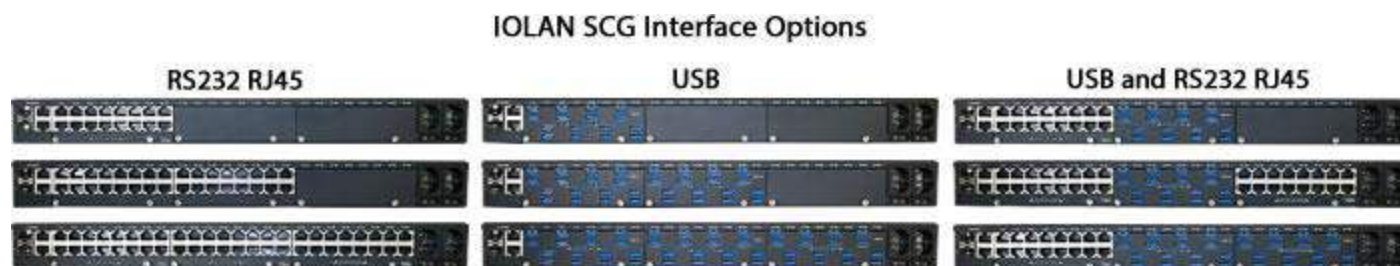 IOLAN SCG Interface Options
RS232 RJ45
USB
USB and RS232 RJ45